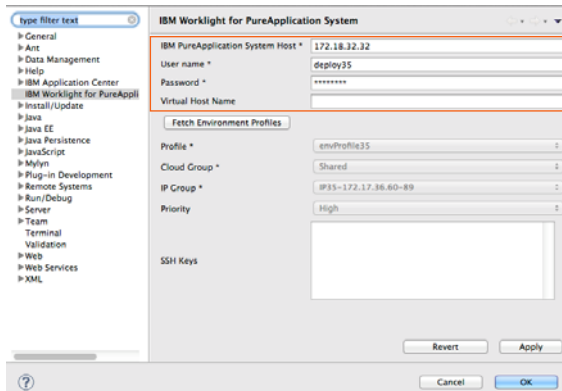 type filter text
General
Ant
Data Management
Help
IBM Application Center
IBM Worklight for PureAppli
Install/Update
Java
Java EE
Java Persistence
JavaScript
Mylyn
Plug-in Development
Remote Systems
Run/Debug
Server
Team
Terminal
Validation
Web
Web Services
XML
IBM Worklight for PureApplication System
IBM PureApplication System Host * 172.18.32.32
User name * deploy35
Password * ********
Virtual Host Name
Fetch Environment Profiles
Profile * envProfile35
Cloud Group * Shared
IP Group * IP35-172.17.36.60-89
Priority High
SSH Keys
Revert Apply
? Cancel OK